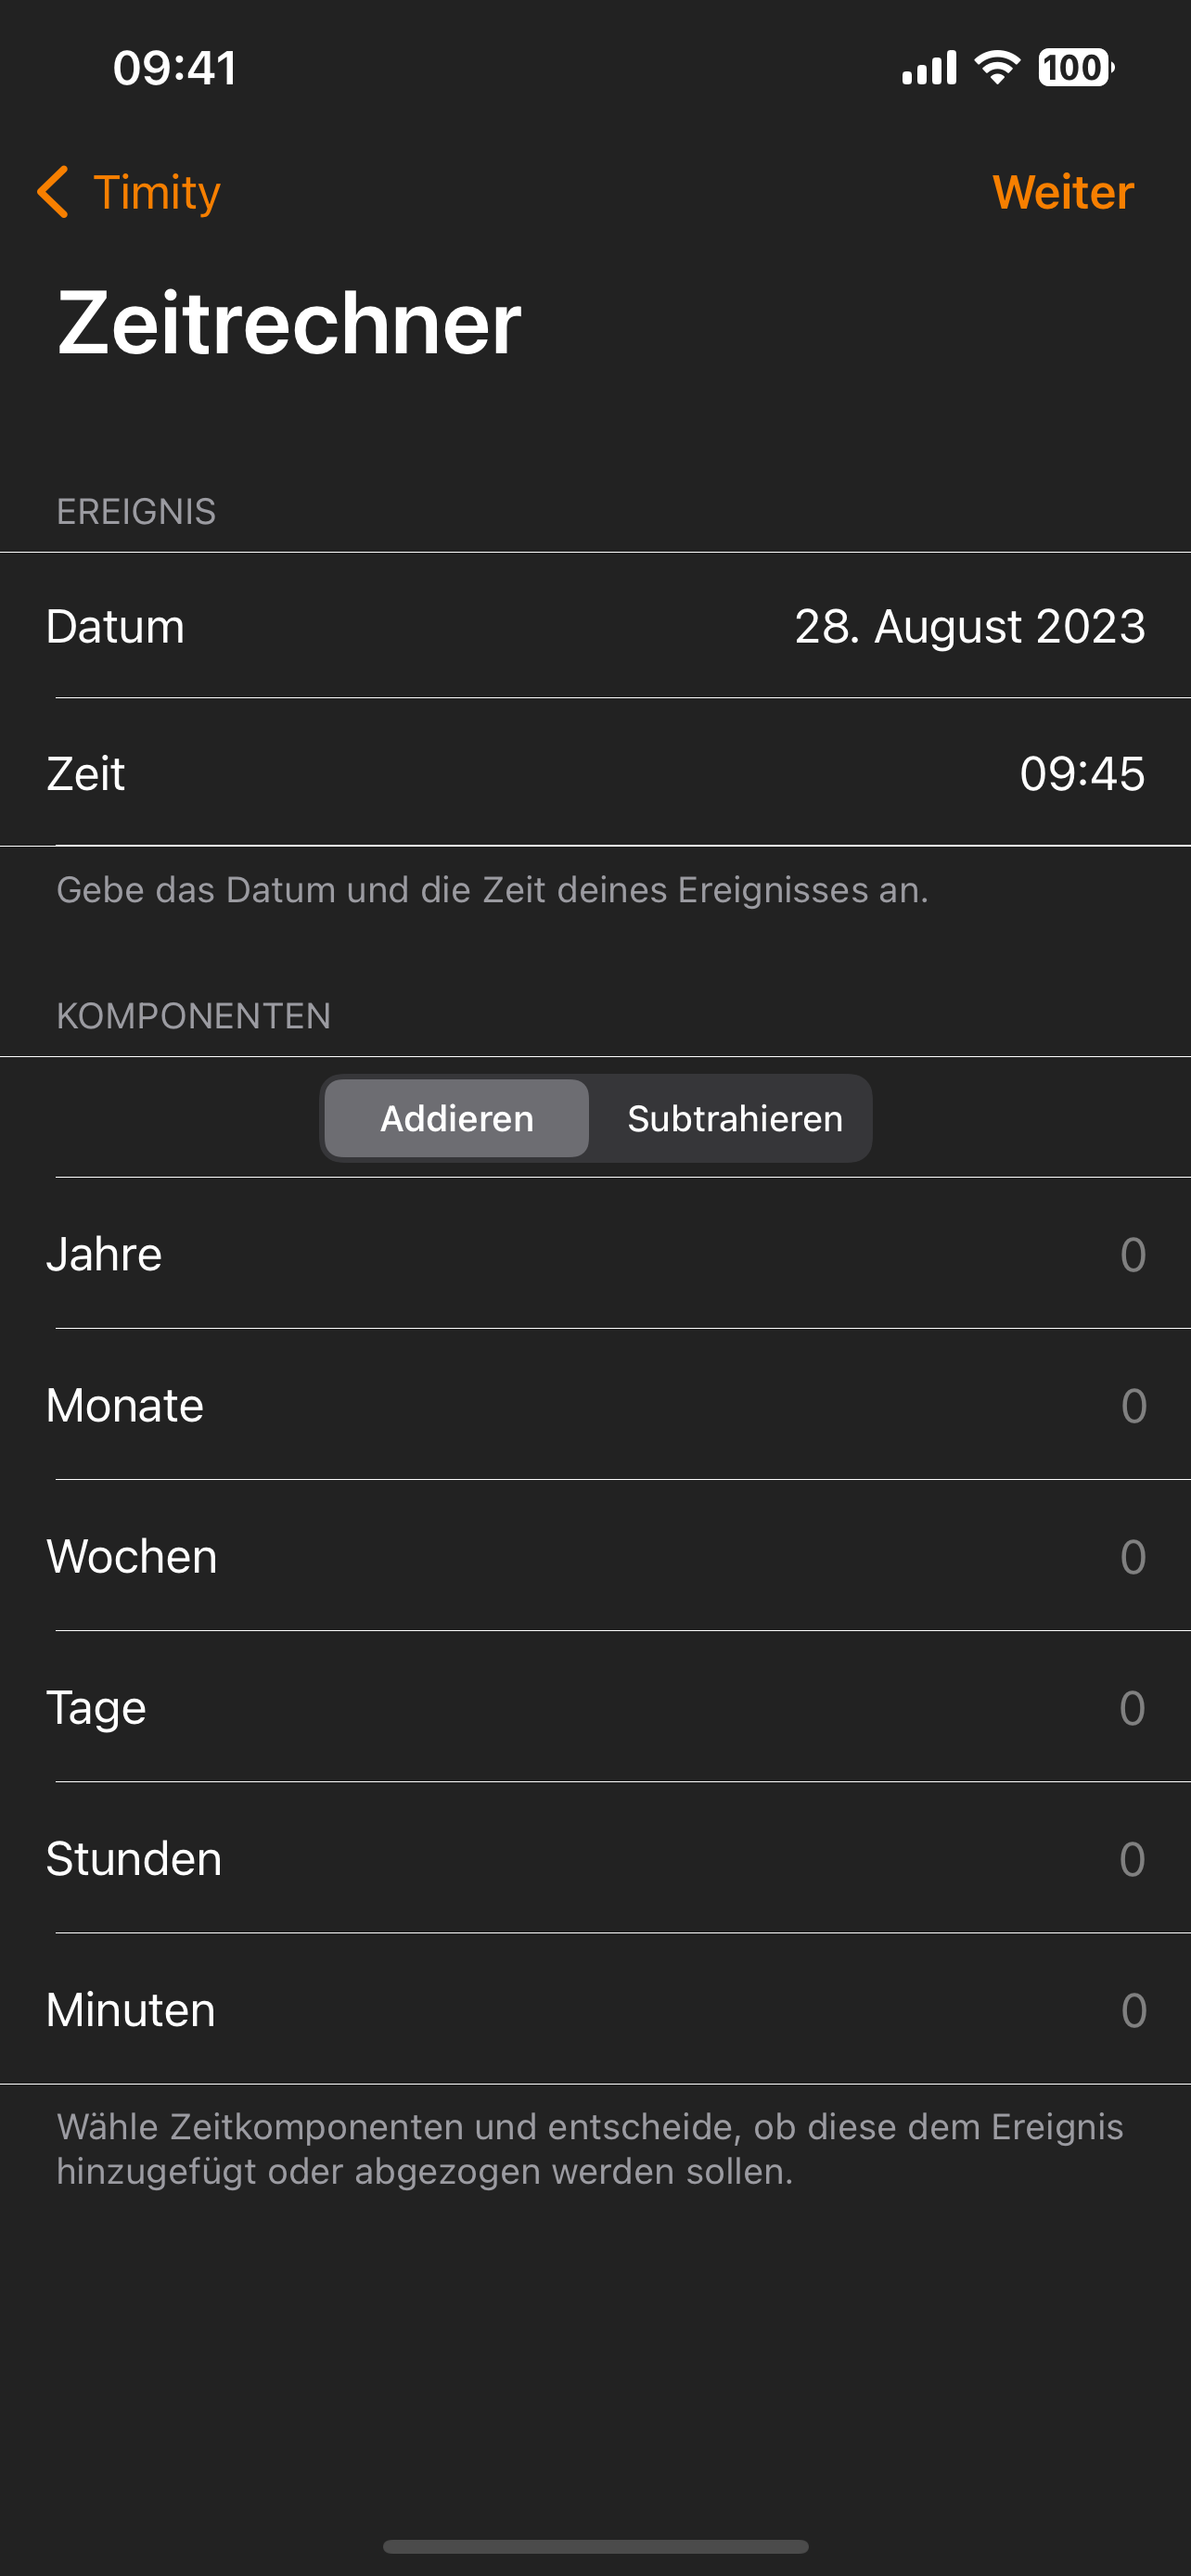 09:41
100
Timity
Weiter
Zeitrechner
EREIGNIS
Datum 28. August 2023
Zeit 09:45
Gebe das Datum und die Zeit deines Ereignisses an.
KOMPONENTEN
Addieren Subtrahieren
Jahre 0
Monate 0
Wochen 0
Tage 0
Stunden 0
Minuten 0
Wähle Zeitkomponenten und entscheide, ob diese dem Ereignis
hinzugefügt oder abgezogen werden sollen.